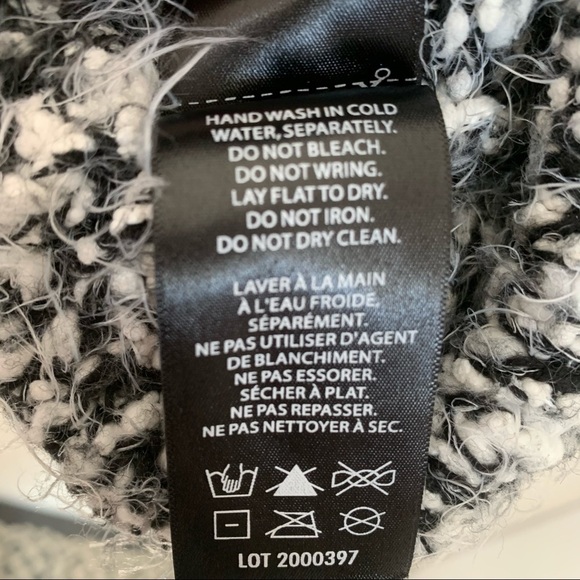 HAND WASH IN COLD
WATER, SEPARATELY.
DO NOT BLEACH.
DO NOT WRING.
LAY FLAT TO DRY.
DO NOT IRON.
DO NOT DRY CLEAN.
LAVER À LA MAIN
À L'EAU FROIDE,
SÉPARÉMENT.
NE PAS UTILISER D'AGENT
DE BLANCHIMENT.
NE PAS ESSORER.
SÉCHER À PLAT.
NE PAS REPASSER.
NE PAS NETTOYER À SEC.
LOT 2000397